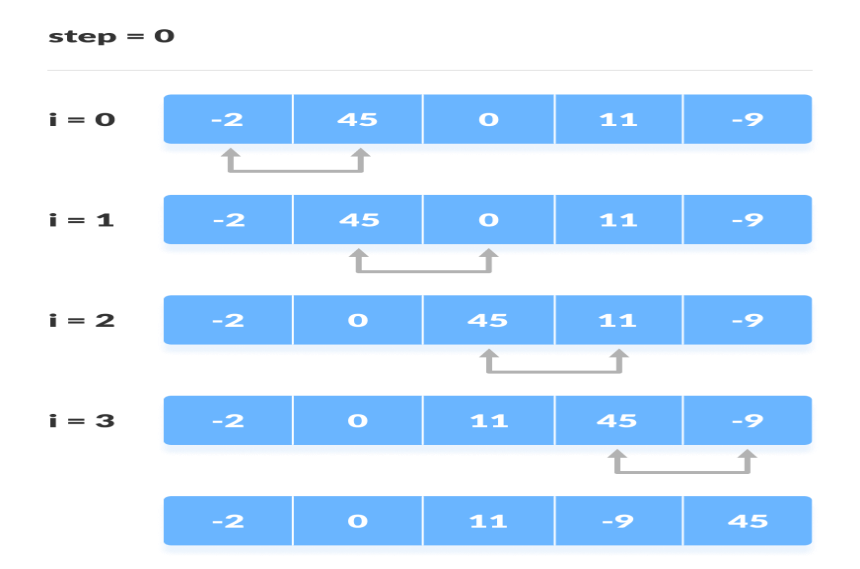 step = 0
i = 0 -2 45 0 11 -9
i = 1 -2 45 0 11 -9
i = 2 -2 0 45 11 -9
i = 3 -2 0 11 45 -9
-2 0 11 -9 45